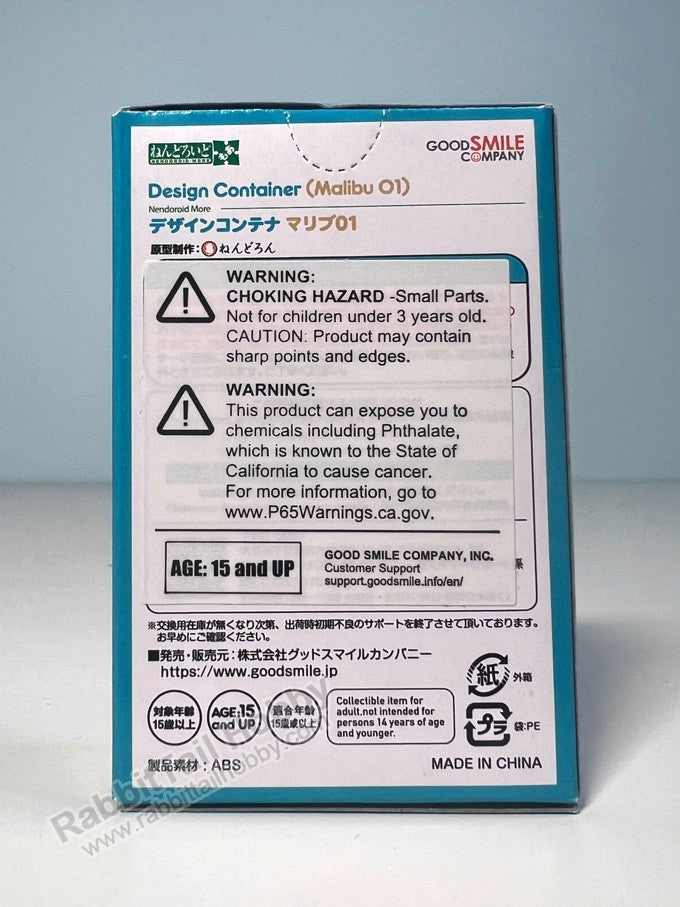 ねんどろいど
NENDOROID MORE
GOOD SMILE
COMPANY
Design Container (Malibu 01)
Nendoroid More
デザインコンテナ マリブ01
原型制作:ねんどろん
WARNING:
CHOKING HAZARD -Small Parts.
Not for children under 3 years old.
CAUTION: Product may contain
sharp points and edges.
WARNING:
This product can expose you to
chemicals including Phthalate,
which is known to the State of
California to cause cancer.
For more information, go to
www.P65Warnings.ca.gov.
AGE: 15 and UP
GOOD SMILE COMPANY, INC.
Customer Support
support.goodsmile.info/en/
※交換用在庫が無くなり次第、出荷時初期不良のサポートを終了させて頂いております。
お早めにご確認ください。
■発売・販売元:株式会社グッドスマイルカンパニー
https://www.goodsmile.jp
対象年齢
15歳以上
AGE:15
and UP
適合年齢
15歳或以上
Collectible item for
adult,not intended for
persons 14 years of age
and younger.
紙
外箱
プラ
袋:PE
製品素材:ABS
MADE IN CHINA
RabbitTail Hobby
www.rabbittailhobby.com